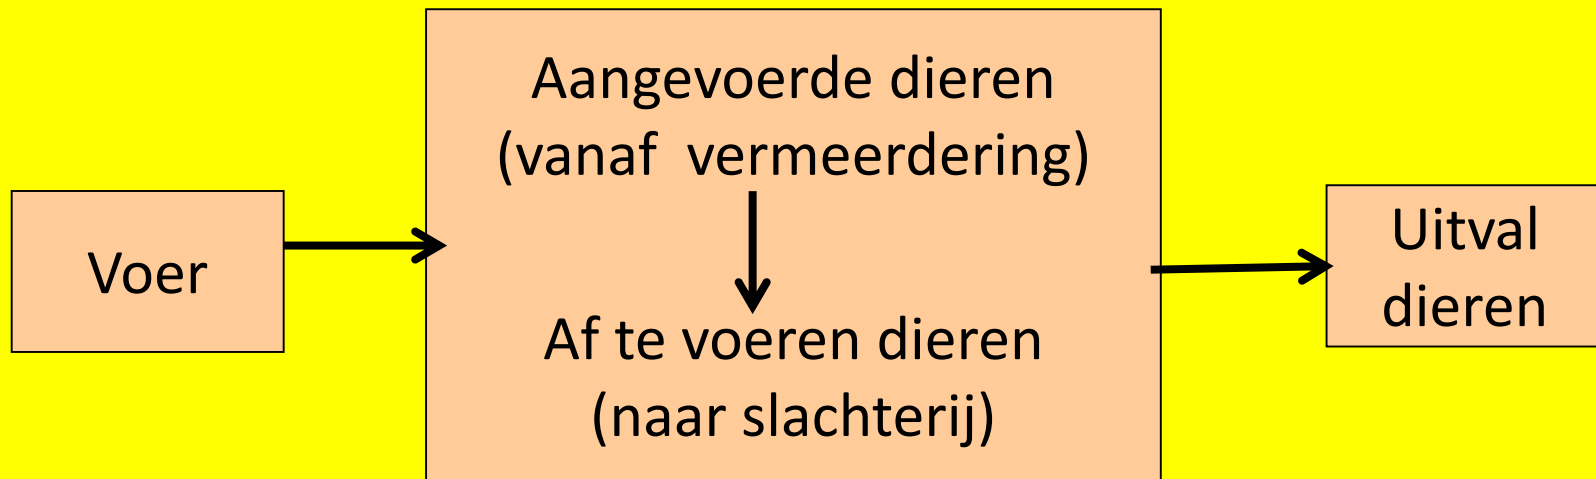 Voer
Aangevoerde dieren
(vanaf  vermeerdering)
Af te voeren dieren
(naar slachterij)
Uitval
dieren